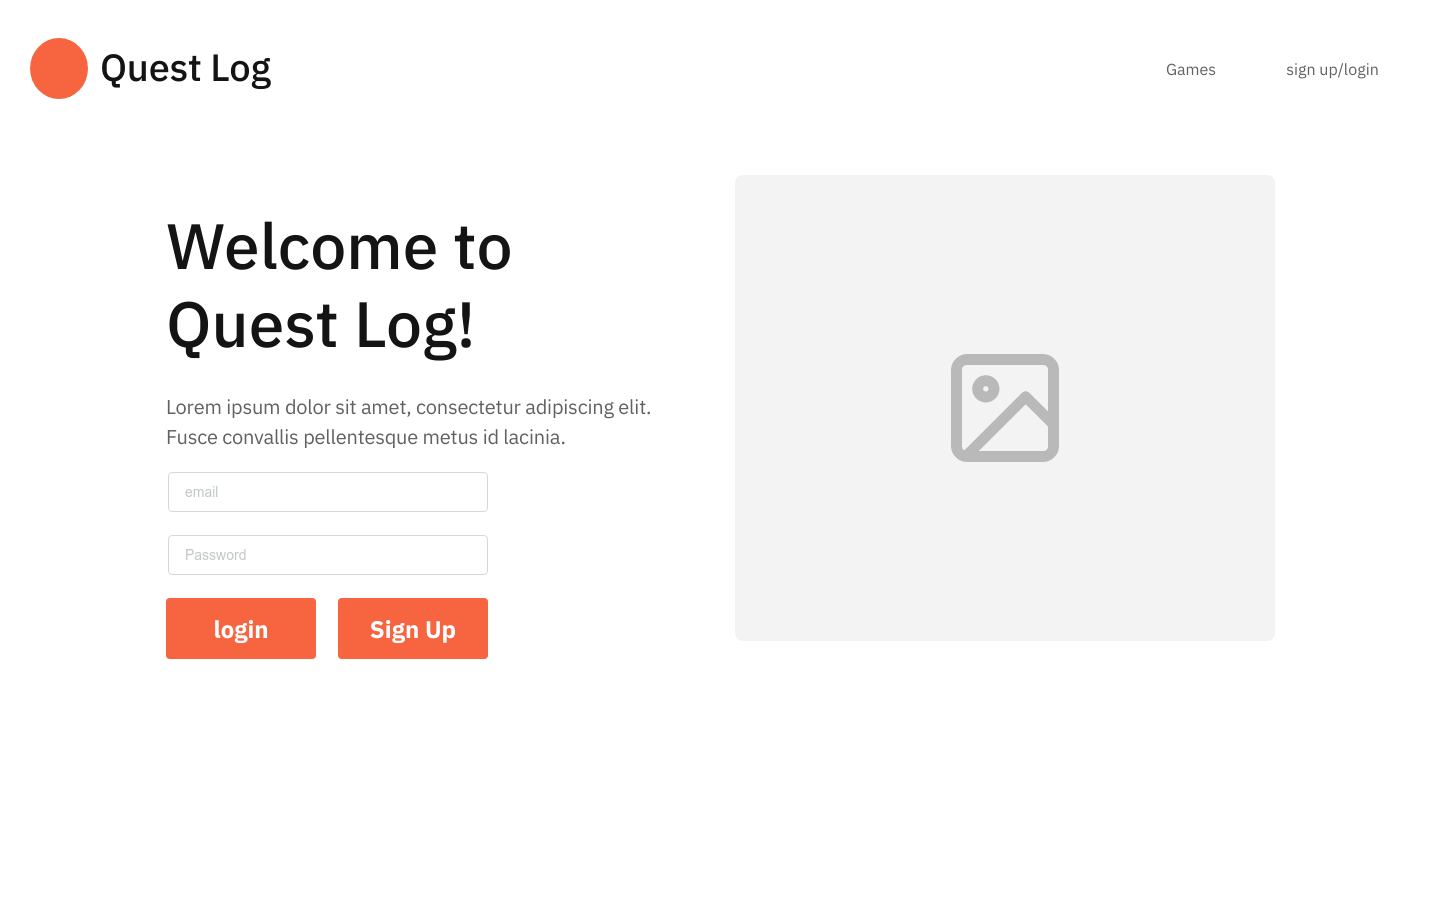 Quest Log
Games
sign up/login
Welcome to
Quest Log!
Lorem ipsum dolor sit amet, consectetur adipiscing elit.
Fusce convallis pellentesque metus id lacinia.
email
Password
login
Sign Up